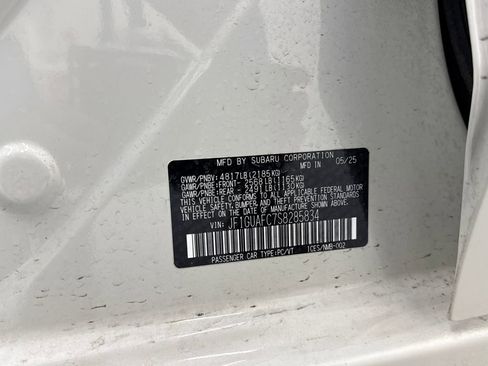 MFD BY SUBARU CORPORATION
MFD IN 05/25
GVWR/PNBV: 4817LB(2185KG)
GAWR/PNBE:FRONT- 2568LB(1165KG)
GAWR/PNBE:REAR- 2491LB(1130KG)
THIS VEHICLE CONFORMS TO ALL APPLICABLE FEDERAL MOTOR
VEHICLE SAFETY, BUMPER, AND THEFT PREVENTION STANDARDS
IN EFFECT ON THE DATE OF MANUFACTURE SHOWN ABOVE.
VIN: JF1GUAFC7S8285834
PASSENGER CAR TYPE:PC/VT ICES/NMB-002